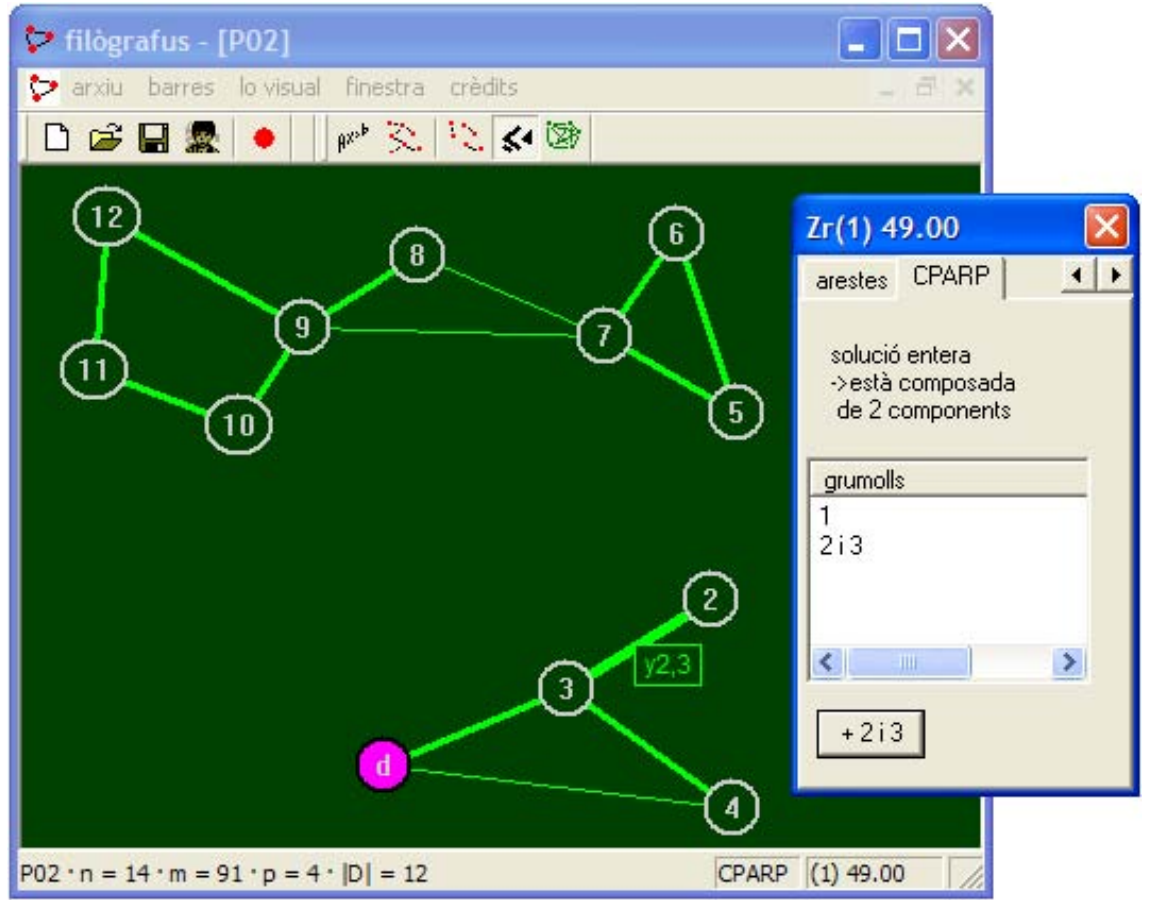 filògrafus - [P02]
arxiu barres lo visual finestra crèdits
Ax≤b
12
8
6
9
7
11
5
10
2
y2,3
3
d
4
Zr(1) 49.00
arestes CPARP
solució entera
->està composada
de 2 components
grumolls
1
2 i 3
+ 2 i 3
P02 · n = 14 · m = 91 · p = 4 · |D| = 12 CPARP (1) 49.00